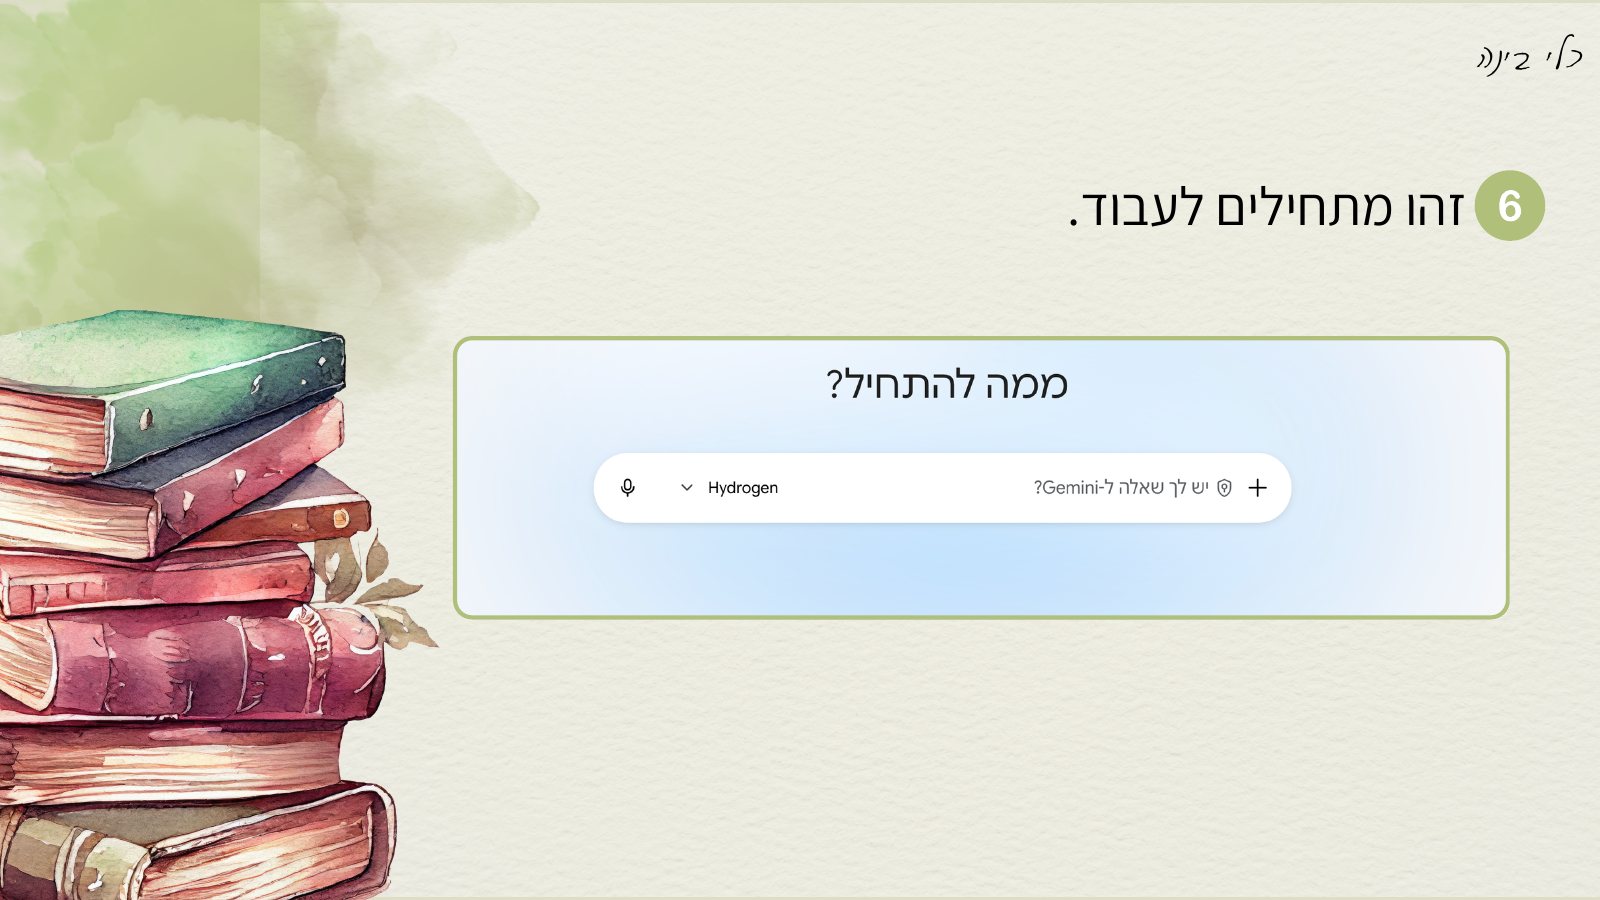 כלי בינה
6 זהו מתחילים לעבוד.
ממה להתחיל?
יש לך שאלה ל-Gemini?
Hydrogen